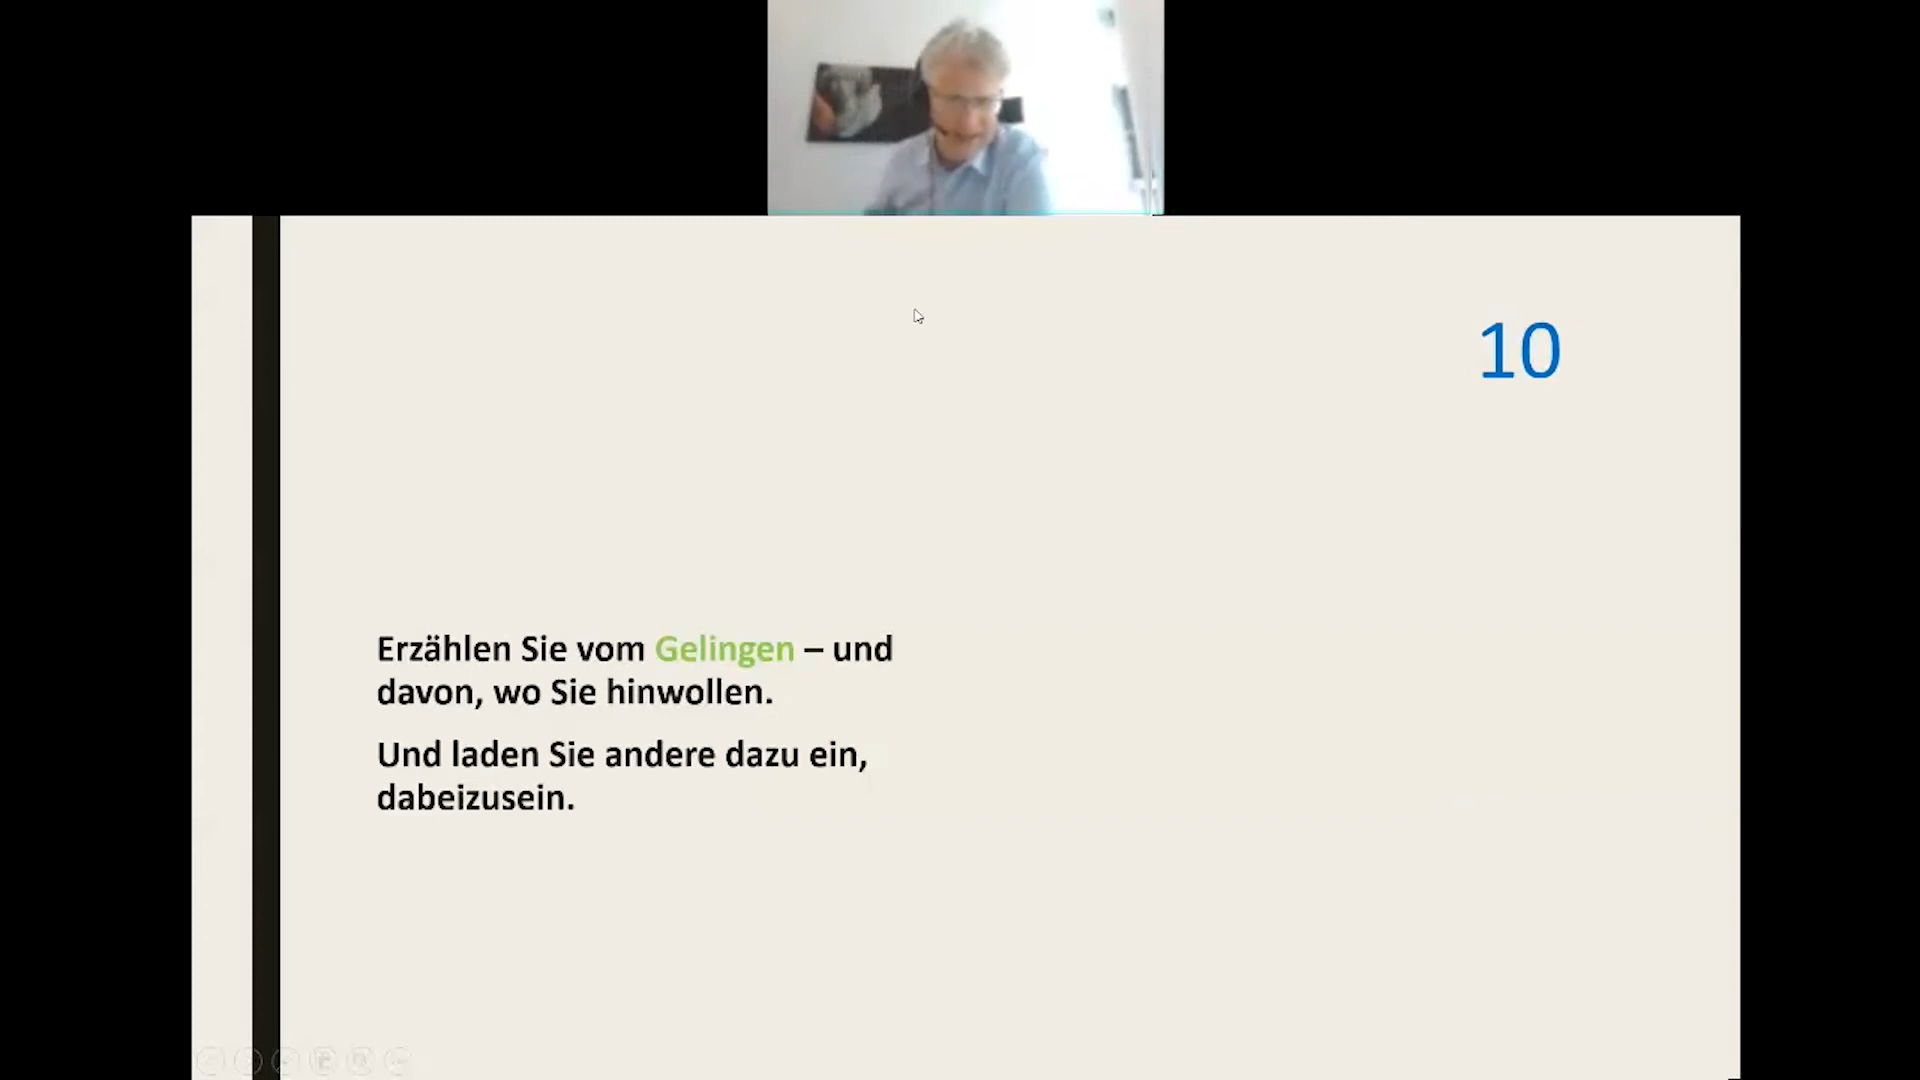 10
Erzählen Sie vom Gelingen – und
davon, wo Sie hinwollen.
Und laden Sie andere dazu ein,
dabeizusein.